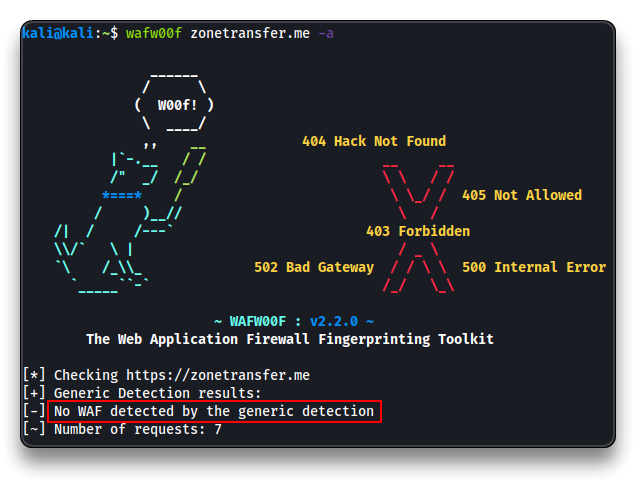 kali@kali:~$ wafw00f zonetransfer.me -a
( W00f! )
404 Hack Not Found
405 Not Allowed
403 Forbidden
502 Bad Gateway 500 Internal Error
~ WAFW00F : v2.2.0 ~
The Web Application Firewall Fingerprinting Toolkit
[*] Checking https://zonetransfer.me
[+] Generic Detection results:
[-] No WAF detected by the generic detection
[~] Number of requests: 7